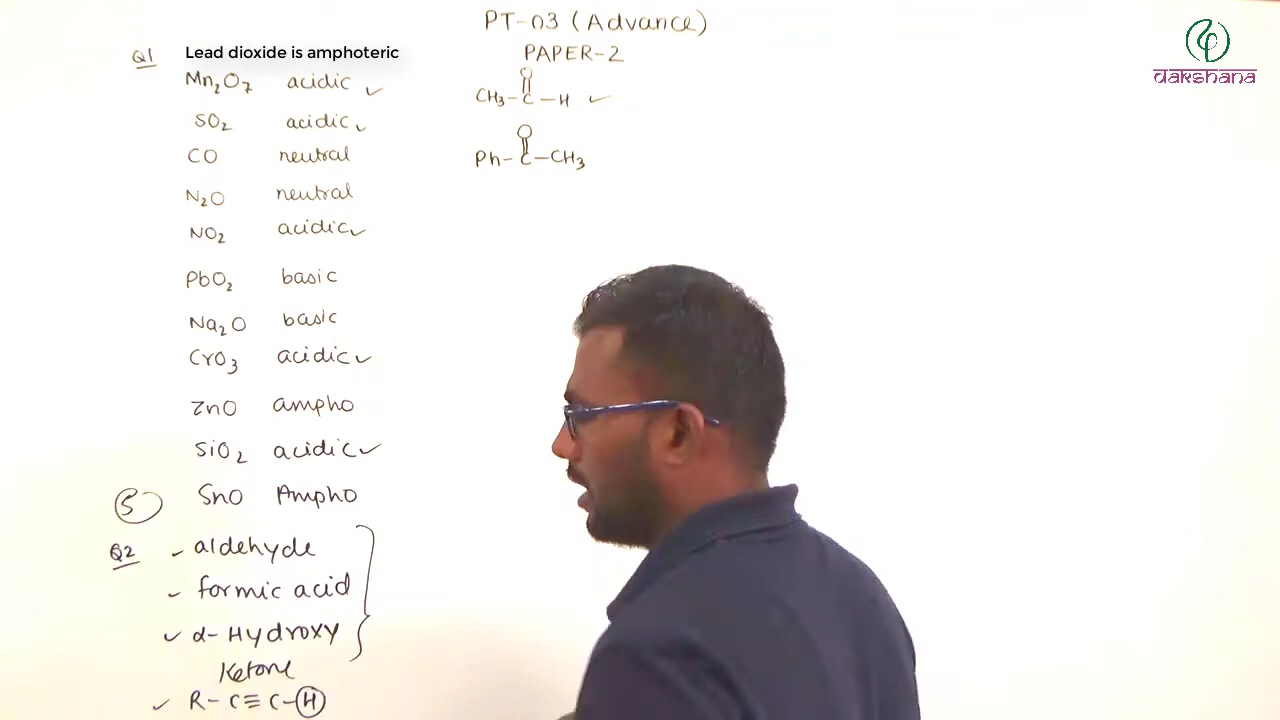 PT-03 (Advance)
PAPER-2
dakshana
Q1 Lead dioxide is amphoteric
Mn2O7 acidic ✓
SO2 acidic ✓
CO neutral
N2O neutral
NO2 acidic ✓
PbO2 basic
Na2O basic
CrO3 acidic ✓
ZnO ampho
SiO2 acidic ✓
5 SnO Ampho
Q2 ✓ aldehyde
✓ formic acid
✓ α-Hydroxy
Ketone
✓ R-C≡C-H
O
CH3-C-H ✓
O
Ph-C-CH3